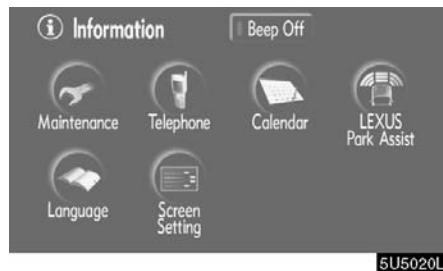 Information
Beep Off
Maintenance
Telephone
Calendar
LEXUS
Park Assist
Language
Screen
Setting
5U5020L